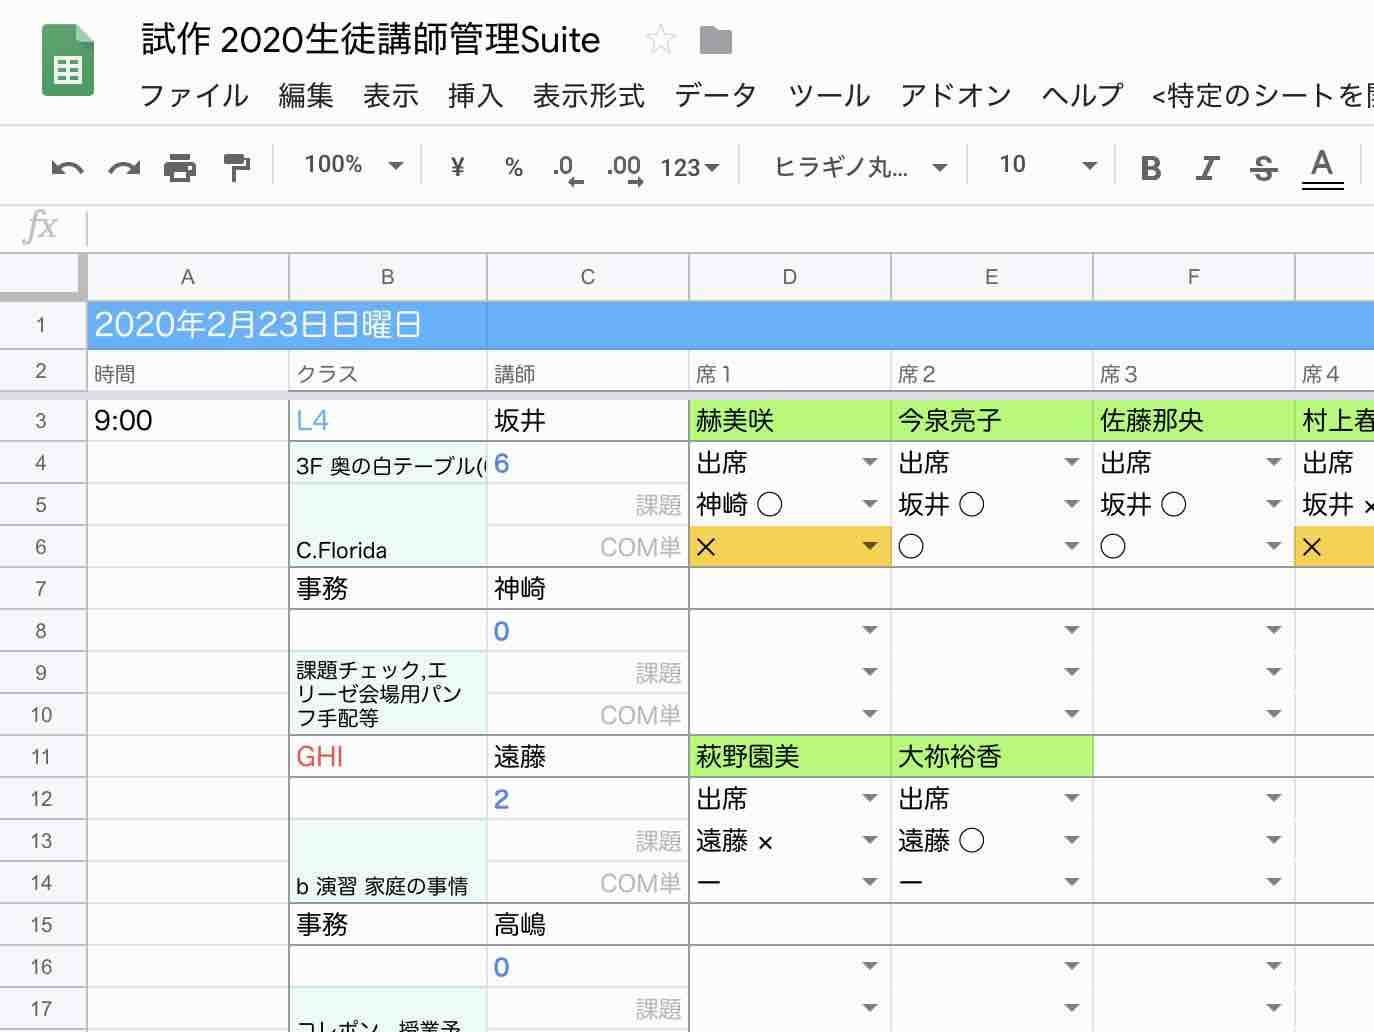 試作 2020生徒講師管理Suite
ファイル 編集 表示 挿入 表示形式 データ ツール アドオン ヘルプ <特定のシートを開
100% ¥ % .0 .00 123 ヒラギノ丸... 10 B I S A
fx
A B C D E F
1 2020年2月23日日曜日
2 時間 クラス 講師 席1 席2 席3 席4
3 9:00 L4 坂井 赫美咲 今泉亮子 佐藤那央 村上春
4 3F 奥の白テーブル( 6 出席 出席 出席 出席
5 課題 神崎 ○ 坂井 ○ 坂井 ○ 坂井 ×
6 C.Florida COM単 × ○ ○ ×
7 事務 神崎
8 0
9 課題チェック,エ 課題
リーゼ会場用パン
10 フ手配等 COM単
11 GHI 遠藤 萩野園美 大祢裕香
12 2 出席 出席
13 課題 遠藤 × 遠藤 ○
14 b 演習 家庭の事情 COM単 ー ー
15 事務 高嶋
16 0
17 課題
コレポン、授業予